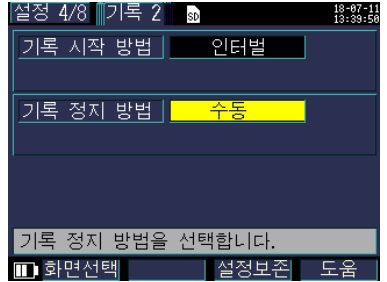 설정 4/8 기록 2 SD 18-07-11
13:39:50
기록 시작 방법 인터벌
기록 정지 방법 수동
기록 정지 방법을 선택합니다.
화면선택 설정보존 도움